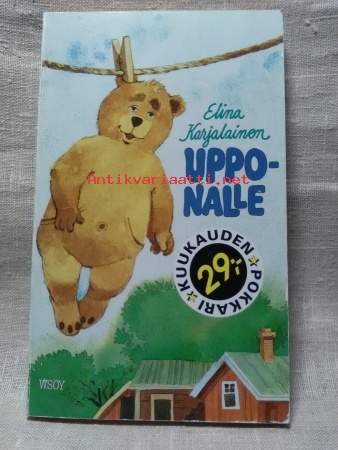 Elina
Karjalainen
UPPO-
NALLE
Antikvariaatti.net
KUUKAUDEN
29:-
POKKARI
WSOY